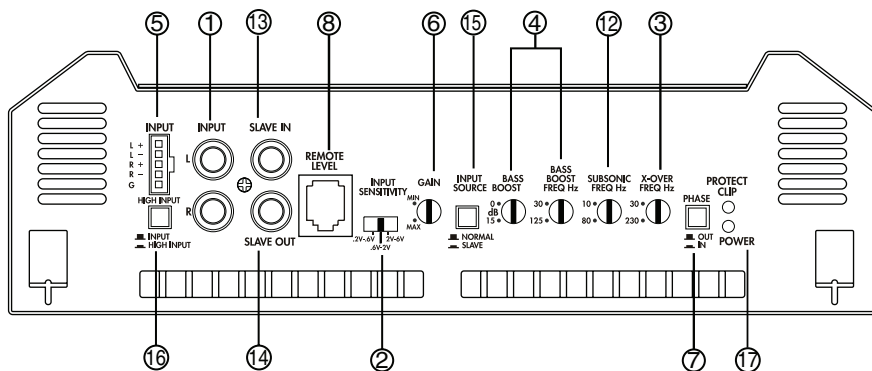 ⑤ ① ⑬ ⑧ ⑥ ⑮ ④ ⑫ ③
INPUT
L +
L –
R +
R –
G
HIGH INPUT
INPUT
HIGH INPUT
INPUT
L
R
SLAVE IN
SLAVE OUT
REMOTE
LEVEL
INPUT
SENSITIVITY
.2V-.6V 2V-6V
.6V-2V
GAIN
MIN
MAX
INPUT
SOURCE
NORMAL
SLAVE
BASS
BOOST
0
dB
15
BASS
BOOST
FREQ Hz
30
125
SUBSONIC
FREQ Hz
10
80
X-OVER
FREQ Hz
30
230
PHASE
OUT
IN
PROTECT
CLIP
POWER
⑯ ⑭ ② ⑦ ⑰